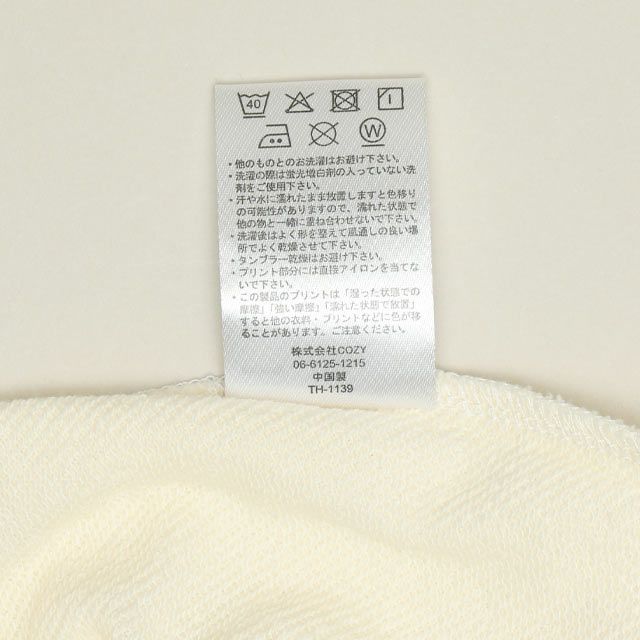 40
W
・他のものとのお洗濯はお避け下さい。
・洗濯の際は蛍光増白剤の入っていない洗
剤をご使用下さい。
・汗や水に濡れたまま放置しますと色移り
の可能性がありますので、濡れた状態で
他の物と一緒に重ね合わせないで下さい。
・洗濯後はよく形を整えて風通しの良い場
所でよく乾燥させて下さい。
・タンブラー乾燥はお避け下さい。
・プリント部分には直接アイロンを当てな
いで下さい。
・この製品のプリントは「湿った状態での
摩擦」「強い摩擦」「濡れた状態で放置」
すると他の衣料・プリントなどに色が移
ることがあります。ご注意ください。
株式会社COZY
06-6125-1215
中国製
TH-1139